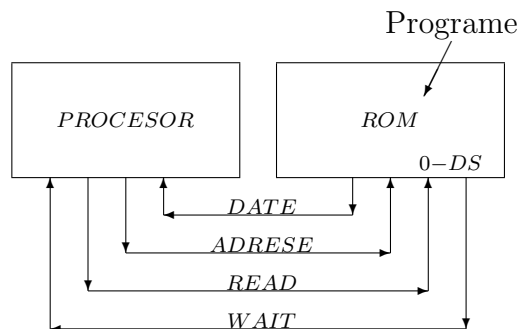 Programe
PROCESOR
ROM
0-DS
DATE
ADRESE
READ
WAIT